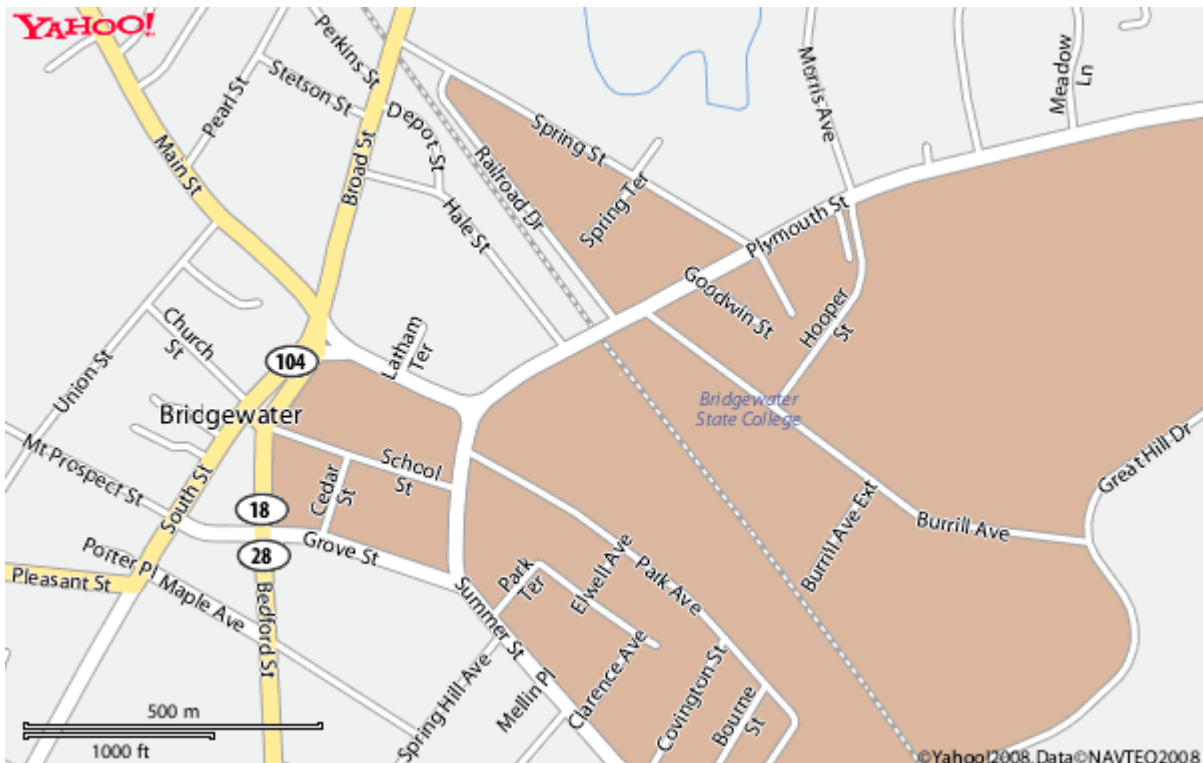 YAHOO!
Perkins St
Stetson St
Pearl St
Depot St
Morris Ave
Meadow
Ln
Main St
Broad St
Spring St
Railroad Dr
Spring Ter
Hale St
Plymouth St
Goodwin St
Hooper
St
Church
St
Latham
Ter
Union St
104
Bridgewater
State College
Bridgewater
Mt Prospect St
School
St
Cedar
St
South St
Great Hill Dr
18
Burrill Ave Ext
Burrill Ave
Grove St
28
Porter Pl
Pleasant St
Maple Ave
Park
Ter
Elwell Ave
Park Ave
Bedford St
Summer St
Spring Hill Ave
Mellin Pl
Clarence Ave
Covington St
Bourne
St
500 m
1000 ft
©Yahoo!2008, Data©NAVTEQ2008